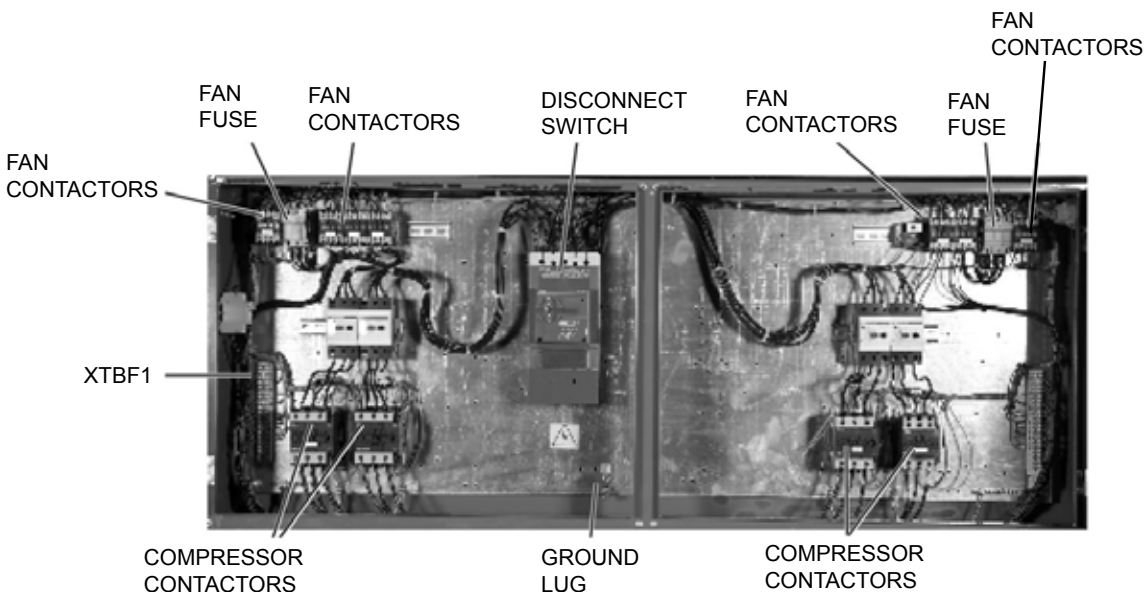 FAN
CONTACTORS
FAN
FUSE
FAN
CONTACTORS
DISCONNECT
SWITCH
FAN
CONTACTORS
FAN
FUSE
FAN
CONTACTORS
XTBF1
COMPRESSOR
CONTACTORS
GROUND
LUG
COMPRESSOR
CONTACTORS